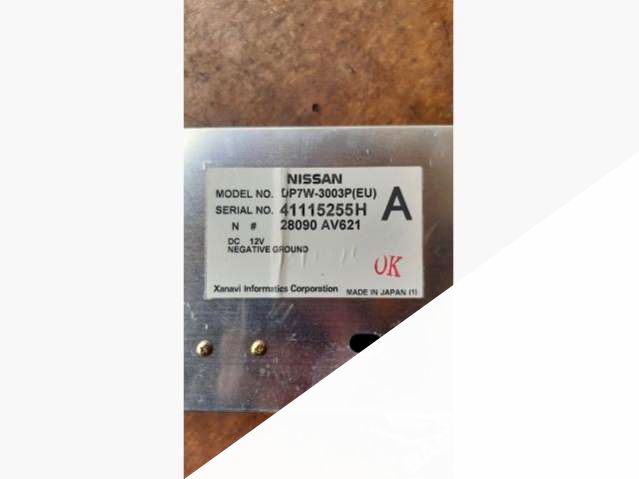 NISSAN
MODEL NO. DP7W-3003P(EU)
SERIAL NO. 41115255H A
N # 28090 AV621
DC 12V
NEGATIVE GROUND
OK
Xanavi Informatics Corporation MADE IN JAPAN (1)